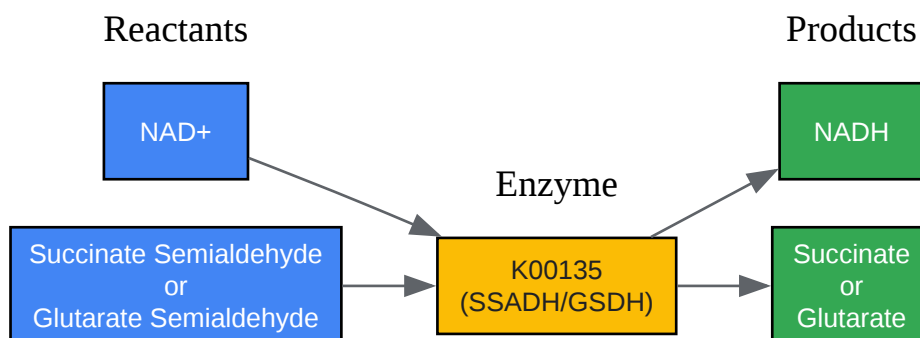 Reactants
Products
NAD+
NADH
Enzyme
Succinate Semialdehyde
or
Glutarate Semialdehyde
K00135
(SSADH/GSDH)
Succinate
or
Glutarate